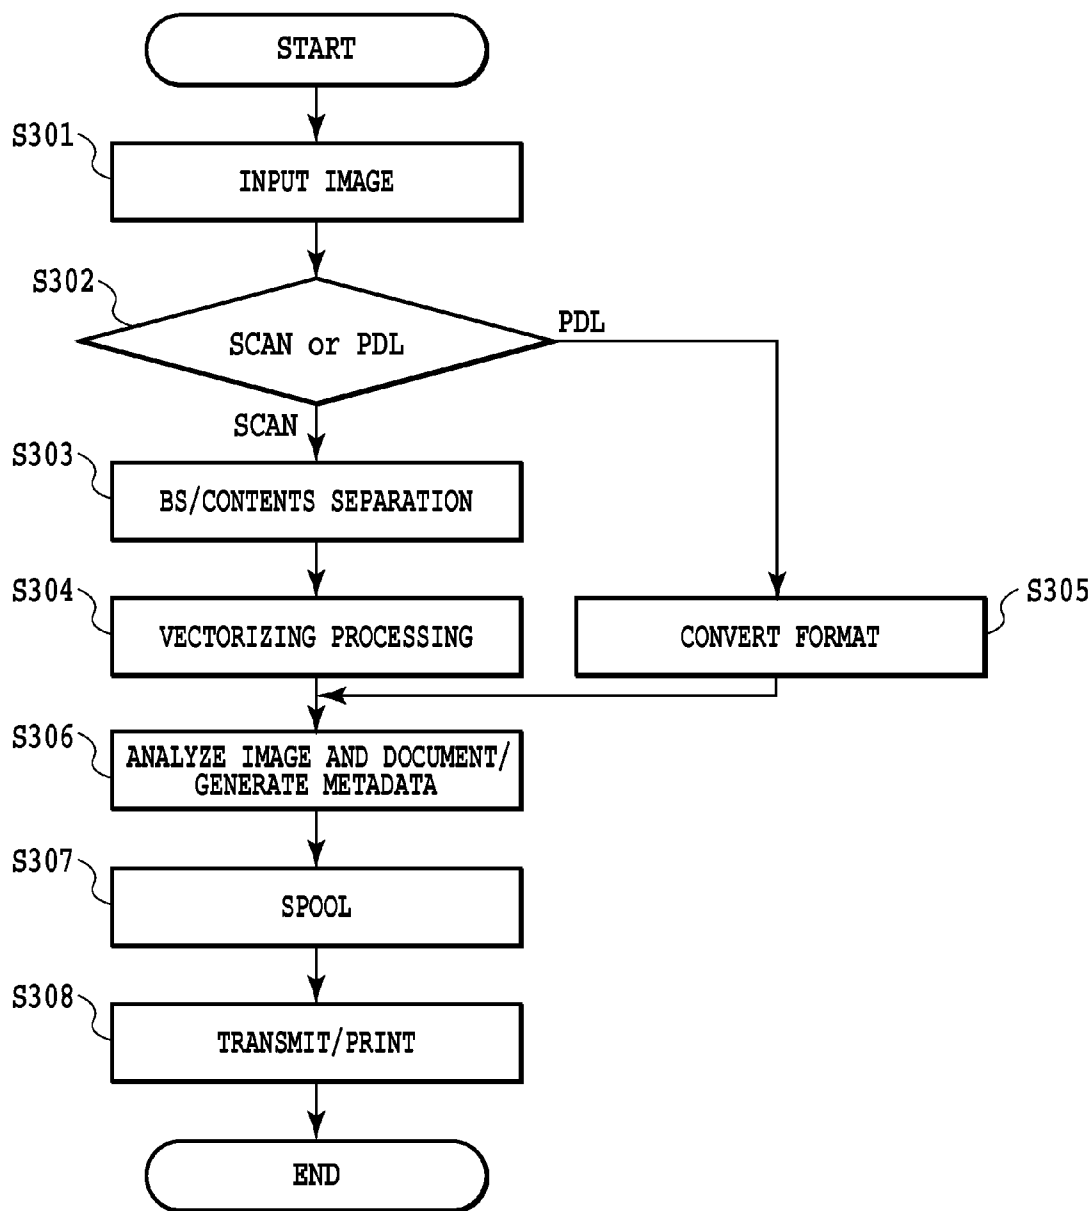 START
S301
INPUT IMAGE
S302
SCAN or PDL
PDL
SCAN
S303
BS/CONTENTS SEPARATION
S304
VECTORIZING PROCESSING
S305
CONVERT FORMAT
S306
ANALYZE IMAGE AND DOCUMENT/
GENERATE METADATA
S307
SPOOL
S308
TRANSMIT/PRINT
END